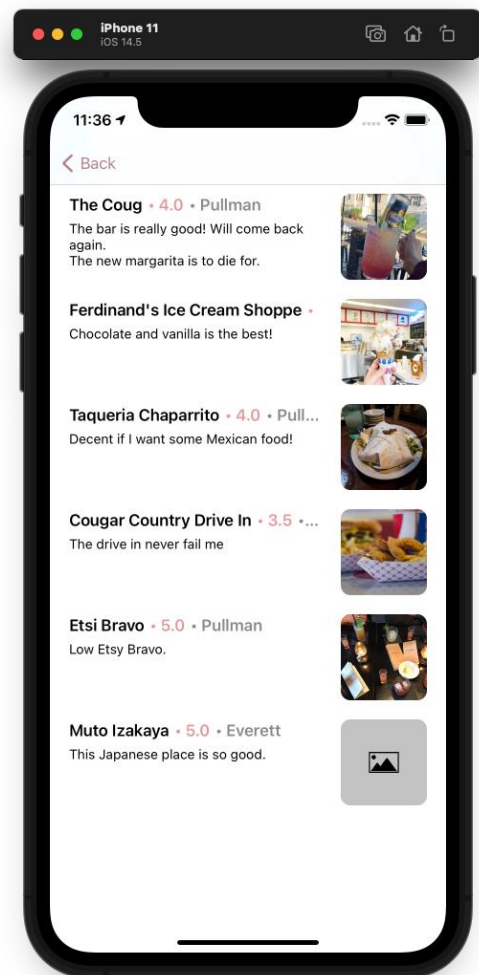 iPhone 11
iOS 14.5
11:36
Back
The Coug • 4.0 • Pullman
The bar is really good! Will come back
again.
The new margarita is to die for.
Ferdinand's Ice Cream Shoppe •
Chocolate and vanilla is the best!
Taqueria Chaparrito • 4.0 • Pull...
Decent if I want some Mexican food!
Cougar Country Drive In • 3.5 •...
The drive in never fail me
Etsi Bravo • 5.0 • Pullman
Low Etsy Bravo.
Muto Izakaya • 5.0 • Everett
This Japanese place is so good.